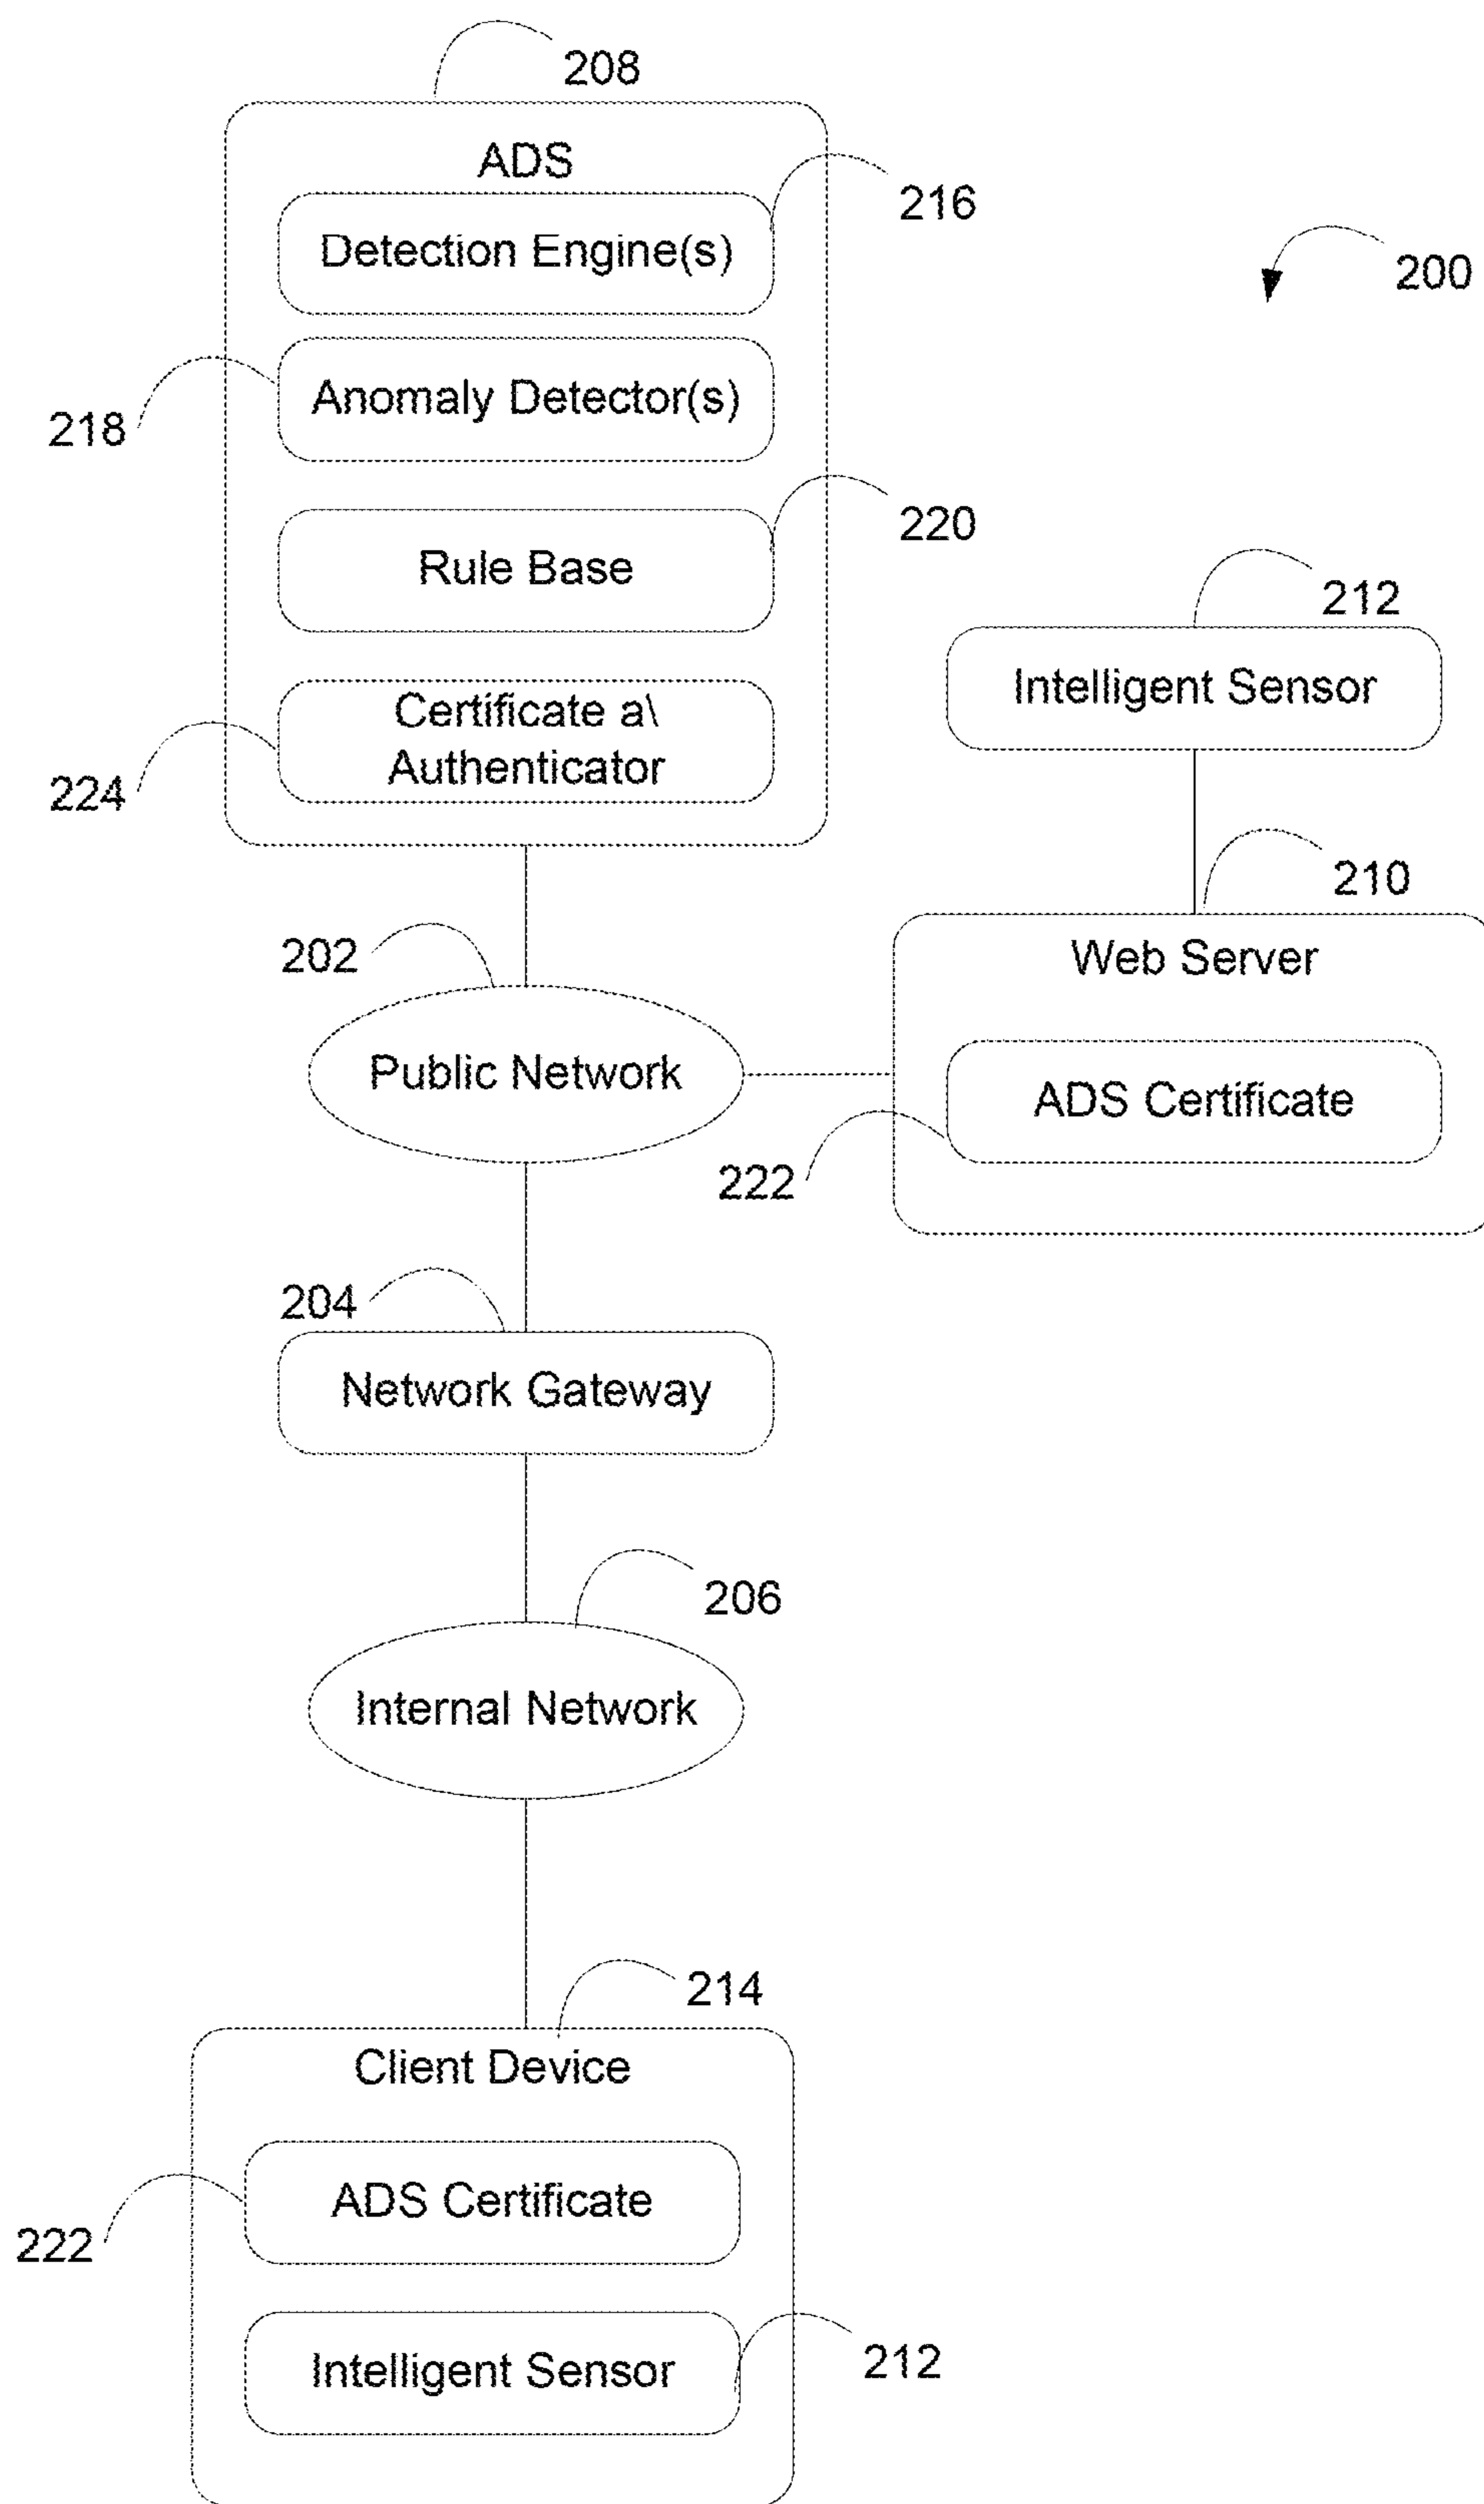 208
ADS
216
Detection Engine(s)
200
Anomaly Detector(s)
218
220
Rule Base
212
Intelligent Sensor
Certificate a\
Authenticator
224
210
202
Web Server
Public Network
ADS Certificate
222
204
Network Gateway
206
Internal Network
214
Client Device
ADS Certificate
222
Intelligent Sensor
212